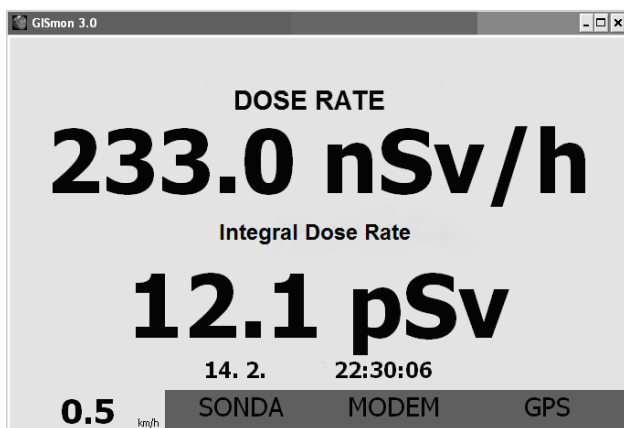 GISmon 3.0
DOSE RATE
233.0 nSv/h
Integral Dose Rate
12.1 pSv
14. 2. 22:30:06
0.5 km/h SONDA MODEM GPS